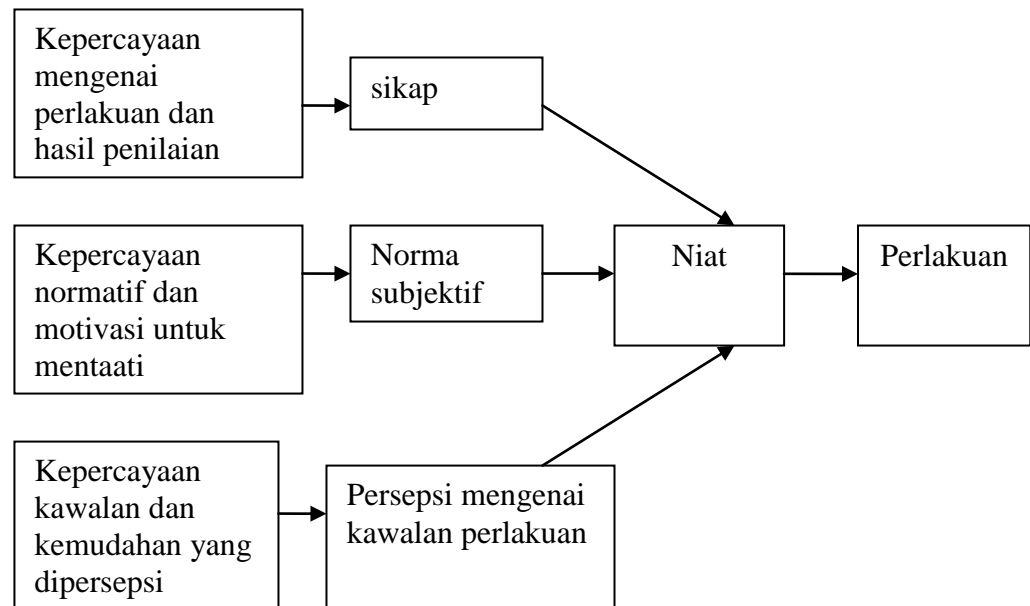 Kepercayaan
mengenai
perlakuan dan
hasil penilaian
sikap
Kepercayaan
normatif dan
motivasi untuk
mentaati
Norma
subjektif
Niat
Perlakuan
Kepercayaan
kawalan dan
kemudahan yang
dipersepsi
Persepsi mengenai
kawalan perlakuan